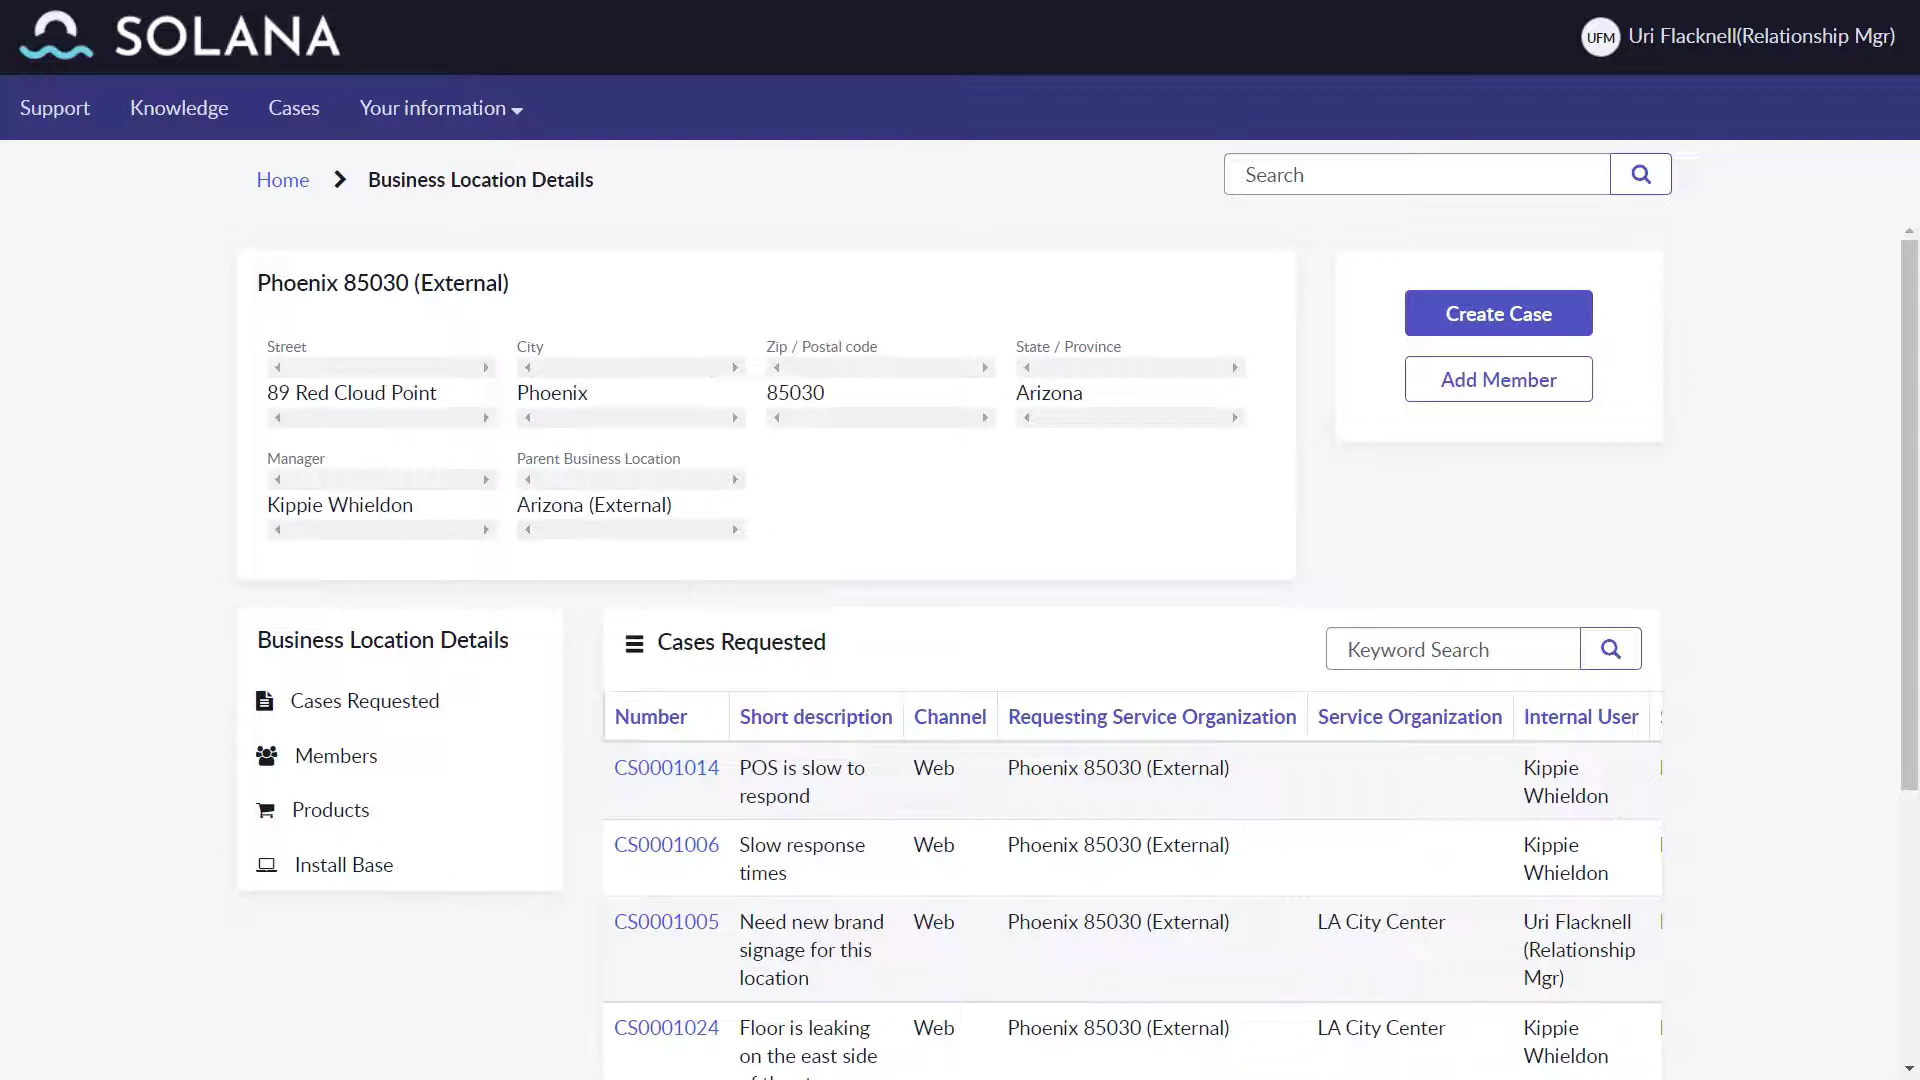 SOLANA
UFM Uri Flacknell(Relationship Mgr)
Support Knowledge Cases Your information
Home Business Location Details
Search
Phoenix 85030 (External)
Create Case
Add Member
Street City Zip / Postal code State / Province
89 Red Cloud Point Phoenix 85030 Arizona
Manager Parent Business Location
Kippie Whieldon Arizona (External)
Business Location Details
Cases Requested
Members
Products
Install Base
Cases Requested
Keyword Search
Number Short description Channel Requesting Service Organization Service Organization Internal User
CS0001014 POS is slow to Web Phoenix 85030 (External) Kippie
respond Whieldon
CS0001006 Slow response Web Phoenix 85030 (External) Kippie
times Whieldon
CS0001005 Need new brand Web Phoenix 85030 (External) LA City Center Uri Flacknell
signage for this (Relationship
location Mgr)
CS0001024 Floor is leaking Web Phoenix 85030 (External) LA City Center Kippie
on the east side Whieldon